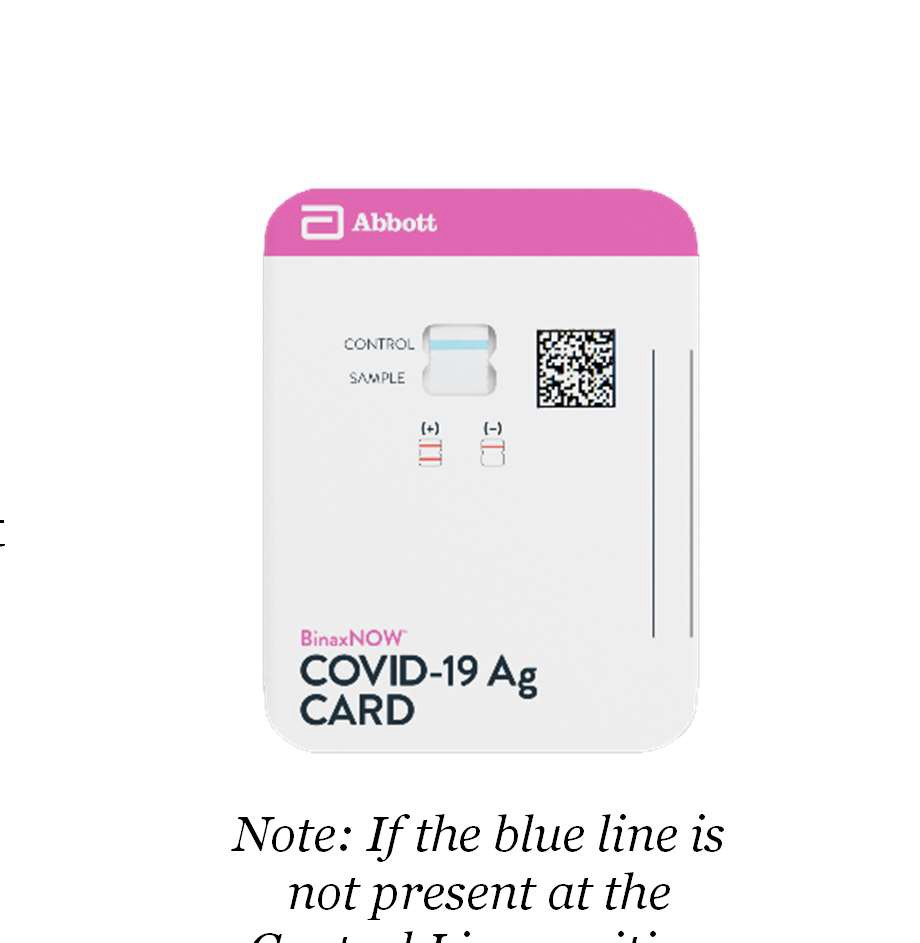 Abbott
CONTROL
SAMPLE
(+) (-)
BinaxNOW™
COVID-19 Ag
CARD
Note: If the blue line is
not present at the